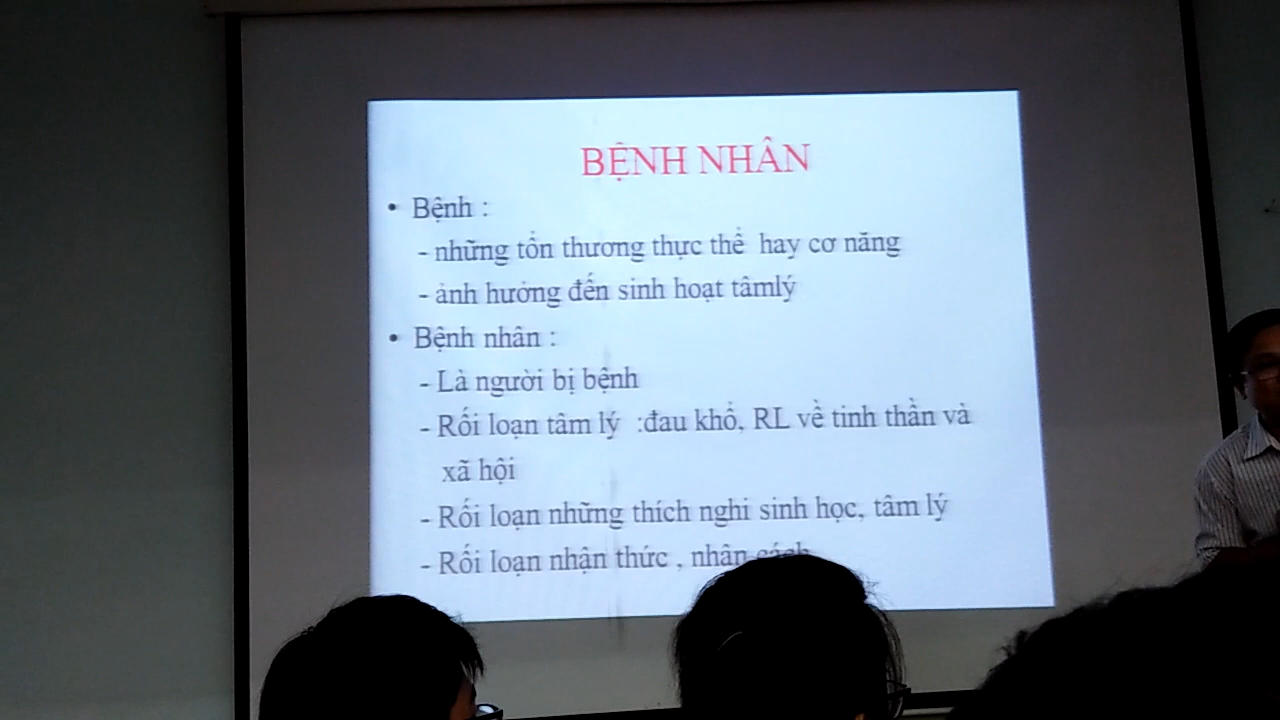 BỆNH NHÂN
• Bệnh :
- những tổn thương thực thể hay cơ năng
- ảnh hưởng đến sinh hoạt tâmlý
• Bệnh nhân :
- Là người bị bệnh
- Rối loạn tâm lý :đau khổ, RL về tinh thần và
xã hội
- Rối loạn những thích nghi sinh học, tâm lý
- Rối loạn nhận thức , nhân cách